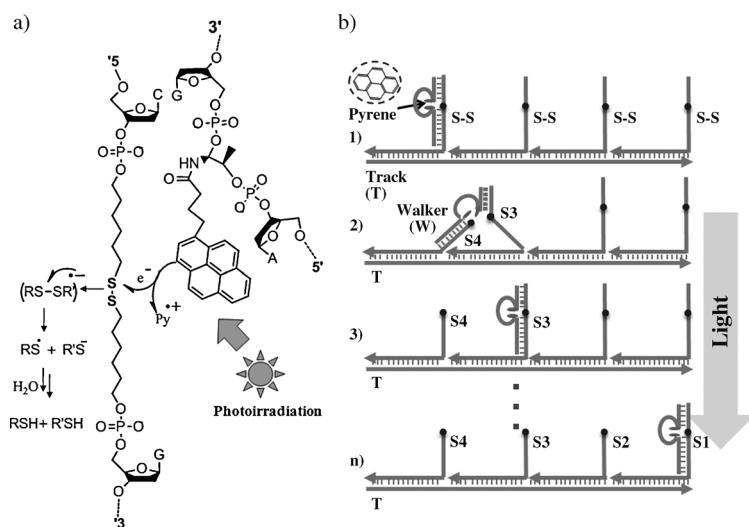 a)
'5
O
O
C
O
O P O
O
3'
O
O
G
O
O P O
O
HN
O
O
O P O
O
O
O
A
5'
(RS–SR')•−
e−
S
S
Py•+
RS• + R'S−
H2O
RSH+ R'SH
Photoirradiation
O
O P O
O
G
O
O
'3
b)
Pyrene
S-S
S-S
S-S
S-S
1)
Track
(T)
Walker
(W)
S3
S4
2)
T
S4
S3
3)
T
S4
S3
S2
S1
n)
T
Light